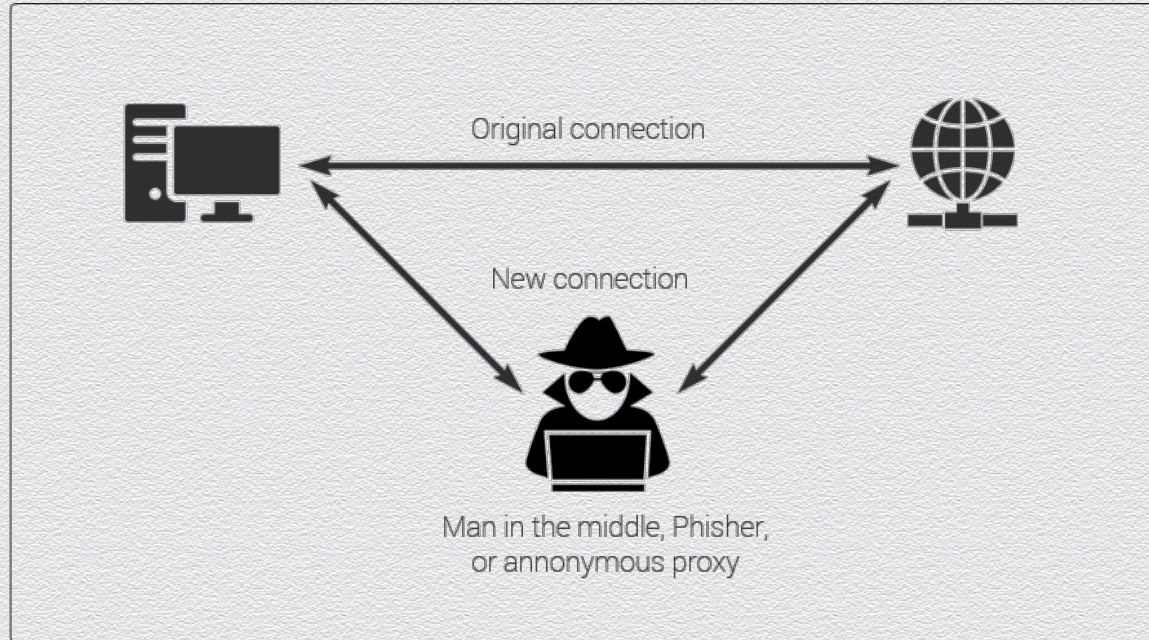 Original connection
New connection
Man in the middle, Phisher,
or annonymous proxy